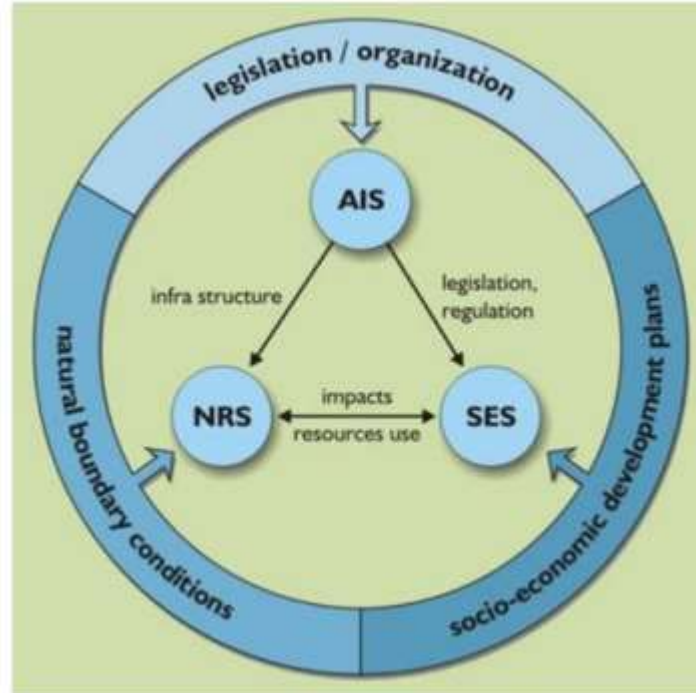 legislation / organization
AIS
infra structure
legislation,
regulation
NRS
impacts
resources use
SES
natural boundary conditions
socio-economic development plans